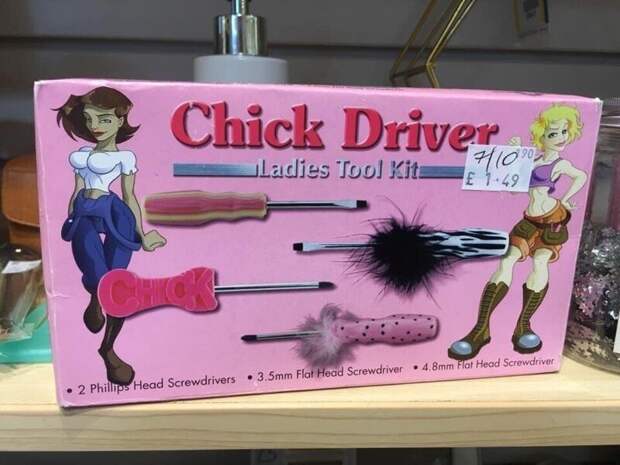 Chick Driver
Ladies Tool Kit
7/10
£ 1.49
CHICK
• 2 Phillips Head Screwdrivers • 3.5mm Flat Head Screwdriver • 4.8mm Flat Head Screwdriver